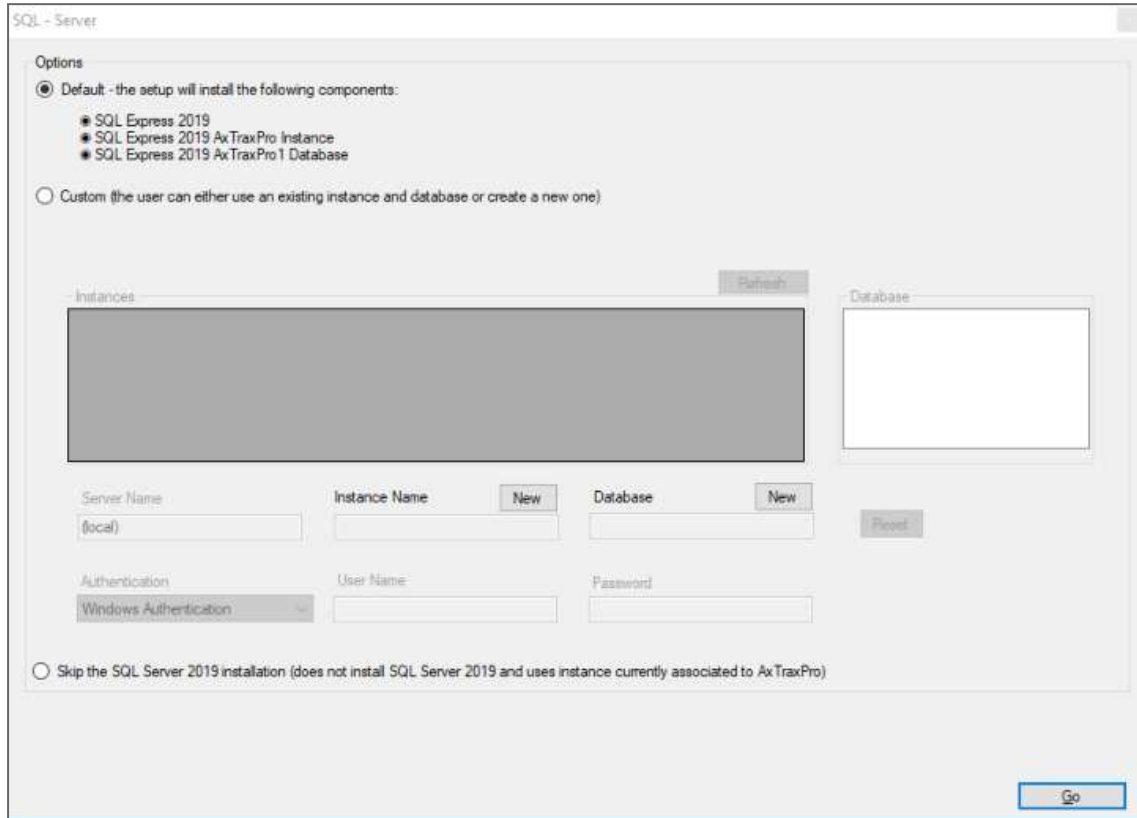 SQL - Server
Options
Default - the setup will install the following components:
SQL Express 2019
SQL Express 2019 AxTraxPro Instance
SQL Express 2019 AxTraxPro1 Database
Custom (the user can either use an existing instance and database or create a new one)
Refresh
Instances
Database
Server Name
Instance Name
New
Database
New
(local)
Reset
Authentication
User Name
Password
Windows Authentication
Skip the SQL Server 2019 installation (does not install SQL Server 2019 and uses instance currently associated to AxTraxPro)
Go